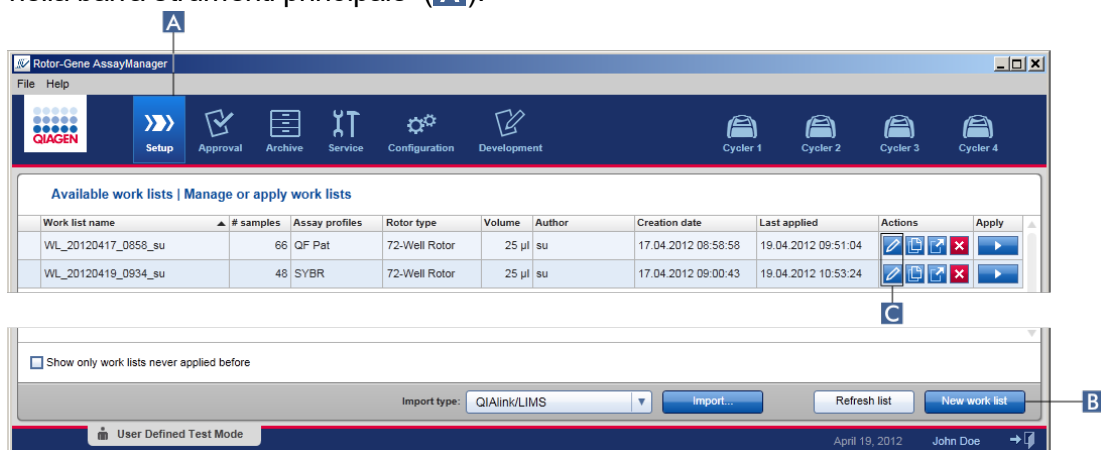 nella barra strumenti principale (A).
A
Rotor-Gene AssayManager
File Help
QIAGEN
Setup Approval Archive Service Configuration Development Cycler 1 Cycler 2 Cycler 3 Cycler 4
Available work lists | Manage or apply work lists
Work list name # samples Assay profiles Rotor type Volume Author Creation date Last applied Actions Apply
WL_20120417_0858_su 66 QF Pat 72-Well Rotor 25 µl su 17.04.2012 08:58:58 19.04.2012 09:51:04
WL_20120419_0934_su 48 SYBR 72-Well Rotor 25 µl su 17.04.2012 09:00:43 19.04.2012 10:53:24
C
Show only work lists never applied before
Import type: QIAlink/LIMS Import... Refresh list New work list
B
User Defined Test Mode
April 19, 2012 John Doe